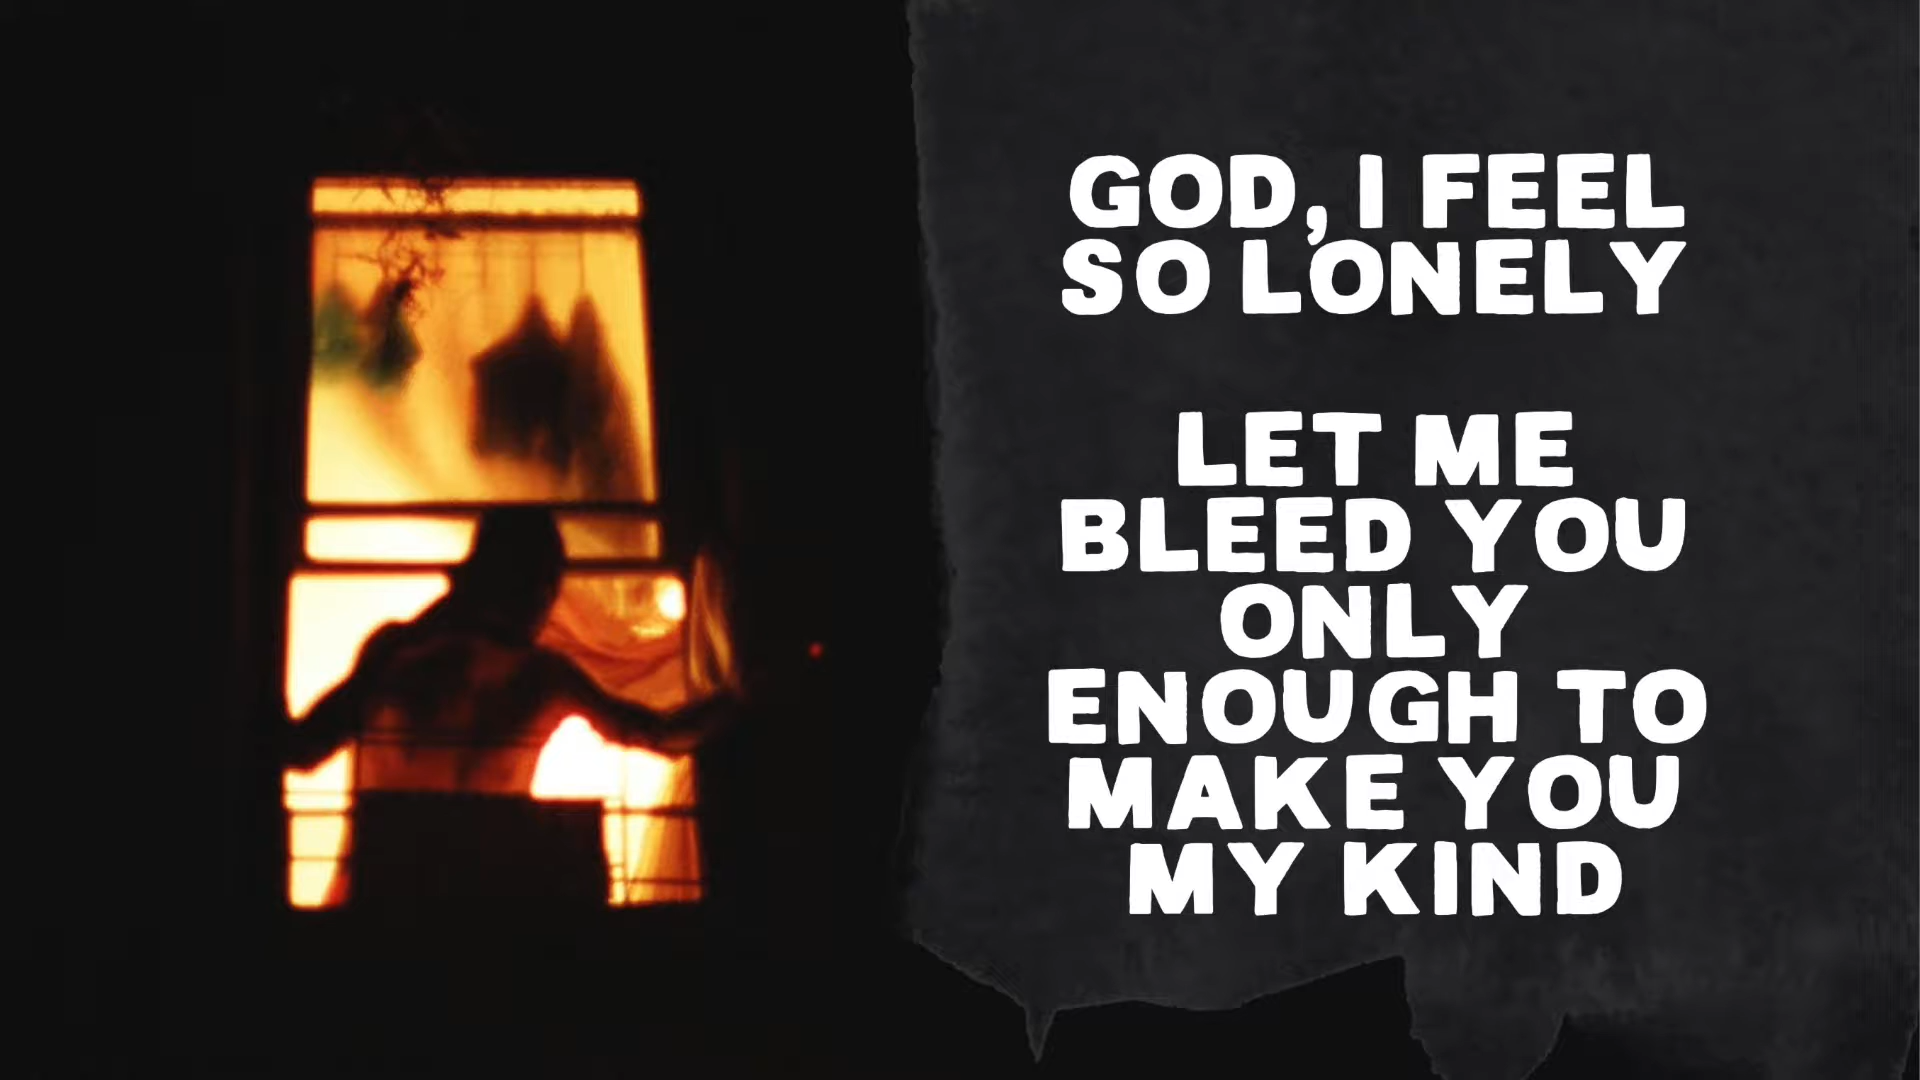 GOD, I FEEL
SO LONELY
LET ME
BLEED YOU
ONLY
ENOUGH TO
MAKE YOU
MY KIND